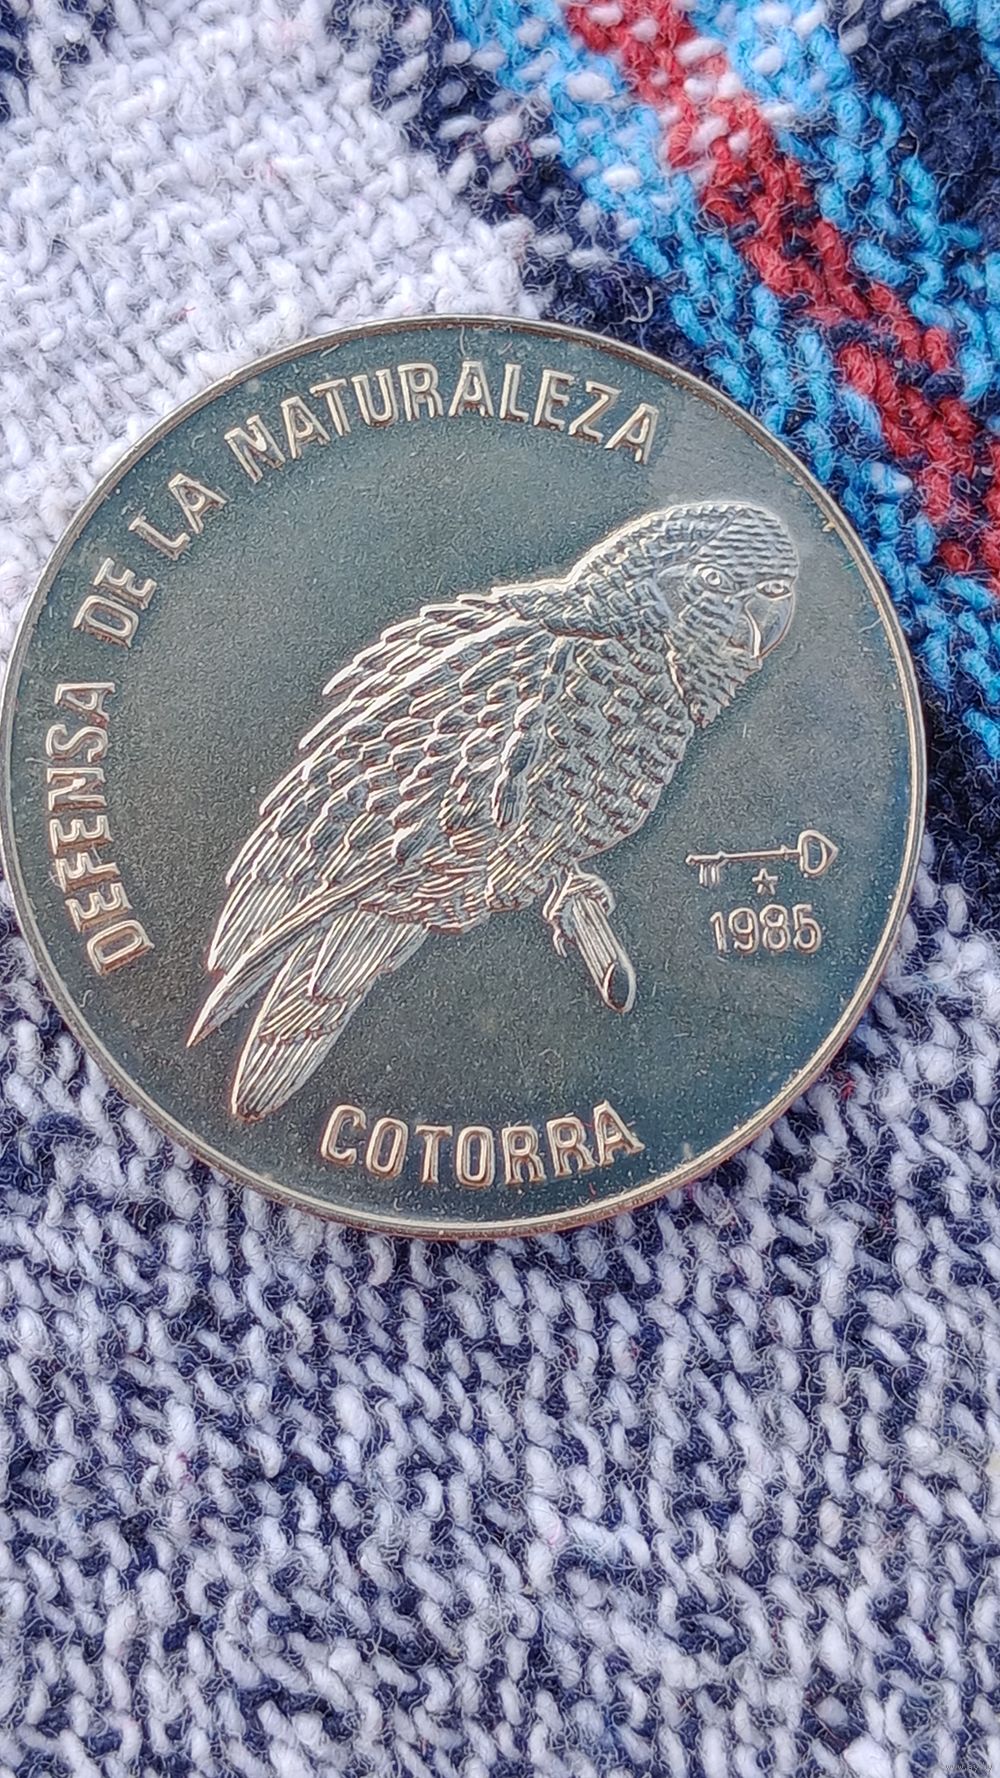 DEFENSA DE LA NATURALEZA
1985
COTORRA